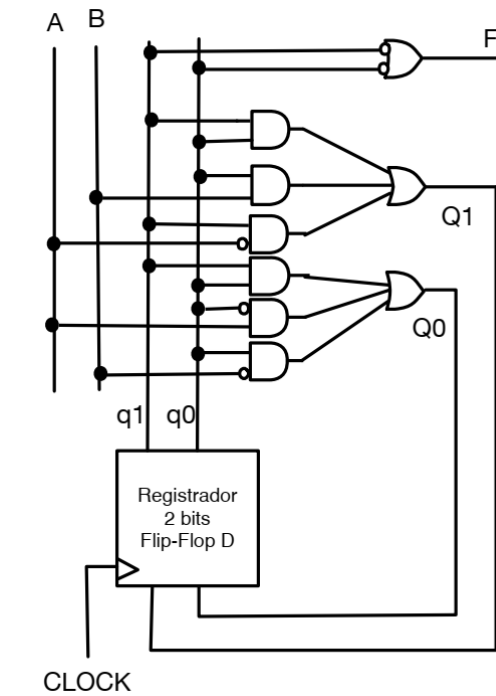 A B
F
Q1
Q0
q1 q0
Registrador
2 bits
Flip-Flop D
CLOCK